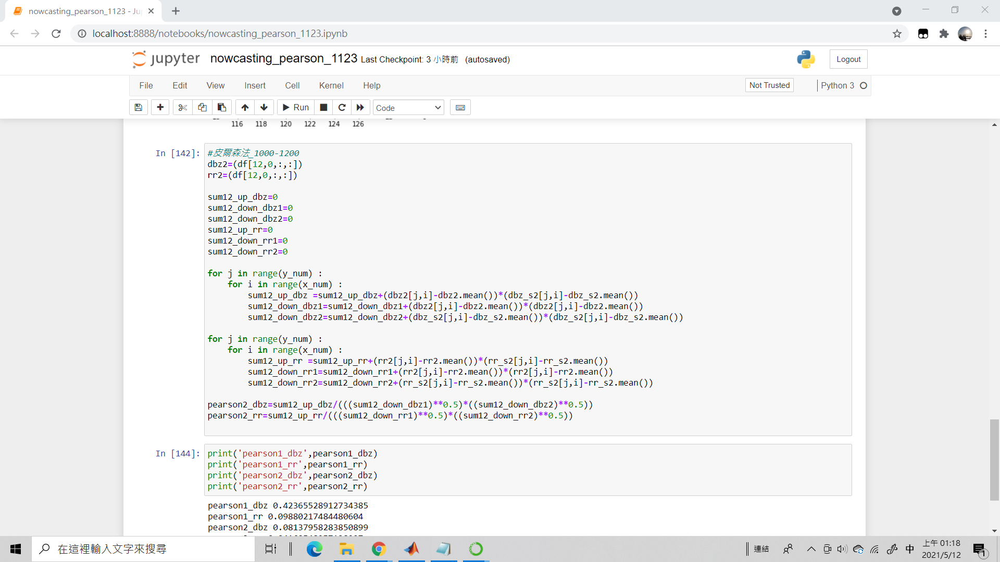 nowcasting_pearson_1123 - Ju
localhost:8888/notebooks/nowcasting_pearson_1123.ipynb
jupyter nowcasting_pearson_1123 Last Checkpoint: 3 小時前 (autosaved)
Logout
File Edit View Insert Cell Kernel Help
Not Trusted
Python 3
Run
Code
116 118 120 122 124 126
In [142]:
#皮爾森法_1000-1200
dbz2=(df[12,0,:,:])
rr2=(df[12,0,:,:])
sum12_up_dbz=0
sum12_down_dbz1=0
sum12_down_dbz2=0
sum12_up_rr=0
sum12_down_rr1=0
sum12_down_rr2=0
for j in range(y_num) :
    for i in range(x_num) :
        sum12_up_dbz =sum12_up_dbz+(dbz2[j,i]-dbz2.mean())*(dbz_s2[j,i]-dbz_s2.mean())
        sum12_down_dbz1=sum12_down_dbz1+(dbz2[j,i]-dbz2.mean())*(dbz2[j,i]-dbz2.mean())
        sum12_down_dbz2=sum12_down_dbz2+(dbz_s2[j,i]-dbz_s2.mean())*(dbz_s2[j,i]-dbz_s2.mean())
for j in range(y_num) :
    for i in range(x_num) :
        sum12_up_rr =sum12_up_rr+(rr2[j,i]-rr2.mean())*(rr_s2[j,i]-rr_s2.mean())
        sum12_down_rr1=sum12_down_rr1+(rr2[j,i]-rr2.mean())*(rr2[j,i]-rr2.mean())
        sum12_down_rr2=sum12_down_rr2+(rr_s2[j,i]-rr_s2.mean())*(rr_s2[j,i]-rr_s2.mean())
pearson2_dbz=sum12_up_dbz/(((sum12_down_dbz1)**0.5)*((sum12_down_dbz2)**0.5))
pearson2_rr=sum12_up_rr/(((sum12_down_rr1)**0.5)*((sum12_down_rr2)**0.5))
In [144]:
print('pearson1_dbz',pearson1_dbz)
print('pearson1_rr',pearson1_rr)
print('pearson2_dbz',pearson2_dbz)
print('pearson2_rr',pearson2_rr)
pearson1_dbz 0.42365528912734385
pearson1_rr 0.09880217484480604
pearson2_dbz 0.08137958283850899
在這裡輸入文字來搜尋
連結
中
上午 01:18
2021/5/12
1